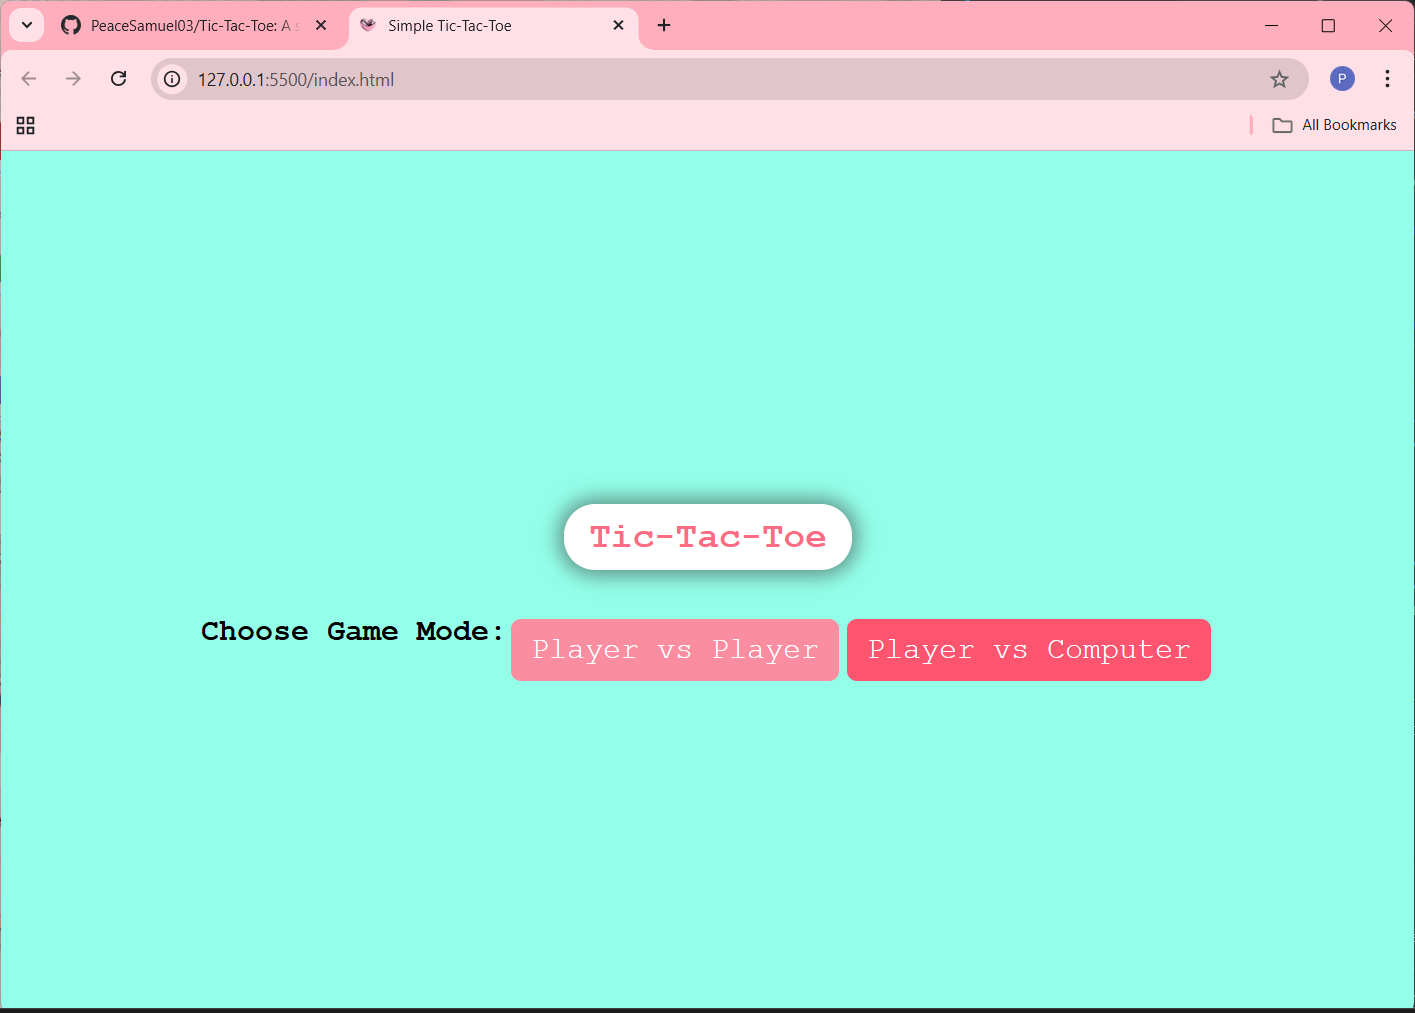 PeaceSamuel03/Tic-Tac-Toe: A s
Simple Tic-Tac-Toe
127.0.0.1:5500/index.html
P
All Bookmarks
Tic-Tac-Toe
Choose Game Mode: Player vs Player Player vs Computer